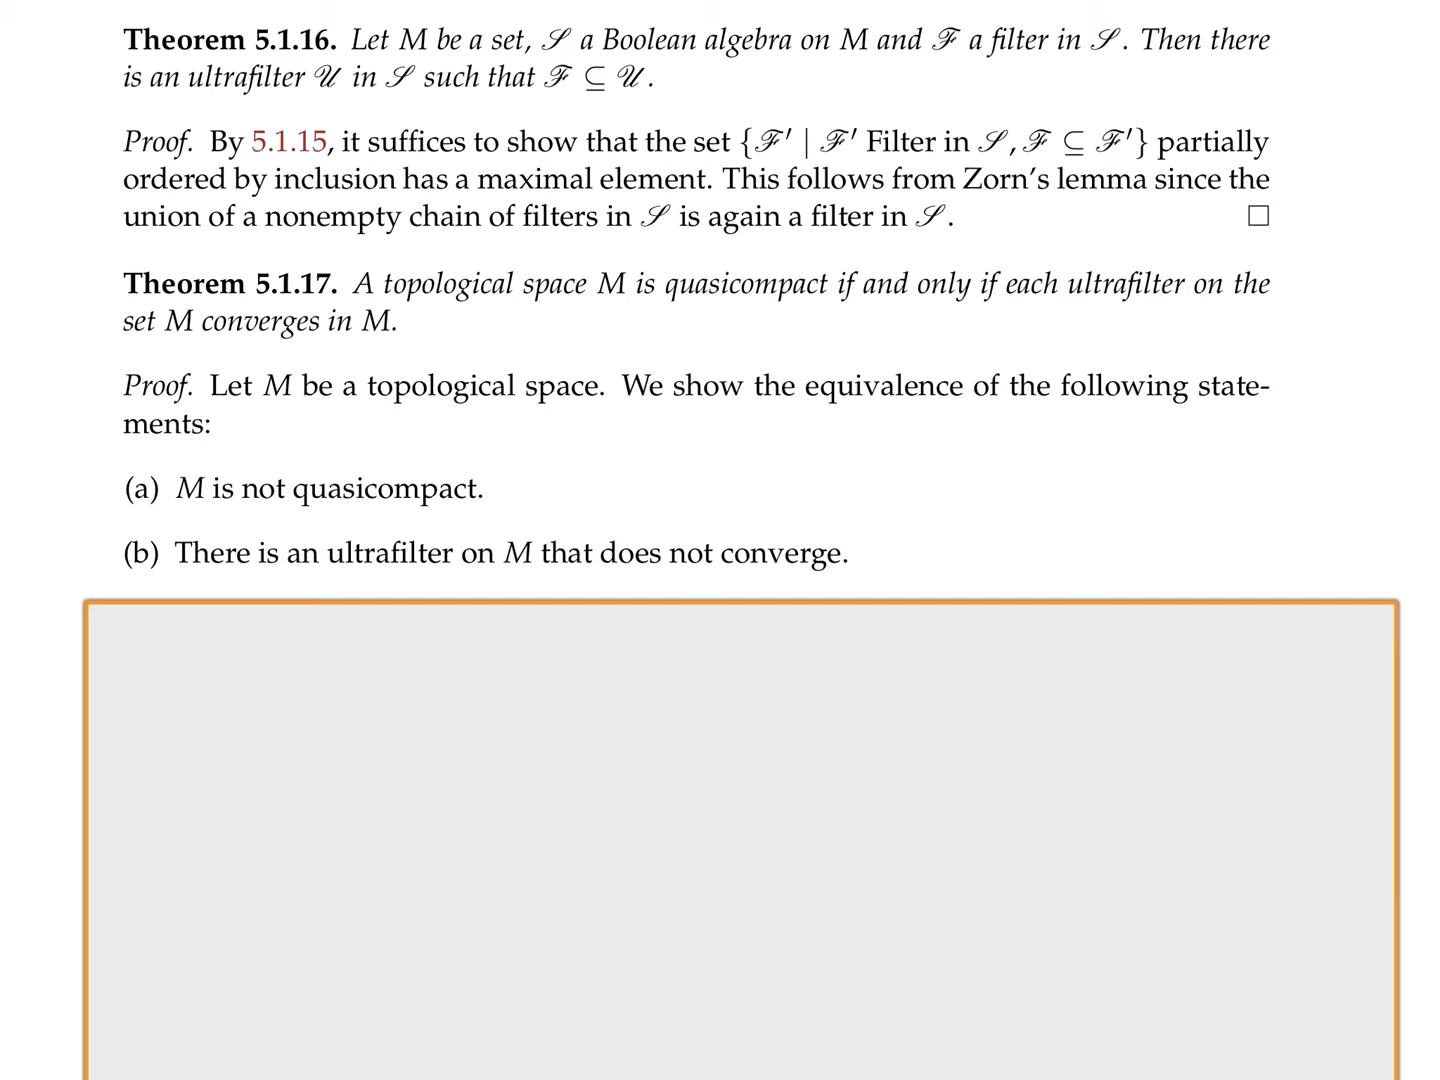 Theorem 5.1.16. Let M be a set, 𝒮 a Boolean algebra on M and ℱ a filter in 𝒮. Then there
is an ultrafilter 𝒰 in 𝒮 such that ℱ ⊆ 𝒰.
Proof. By 5.1.15, it suffices to show that the set {ℱ′ | ℱ′ Filter in 𝒮, ℱ ⊆ ℱ′} partially
ordered by inclusion has a maximal element. This follows from Zorn's lemma since the
union of a nonempty chain of filters in 𝒮 is again a filter in 𝒮. □
Theorem 5.1.17. A topological space M is quasicompact if and only if each ultrafilter on the
set M converges in M.
Proof. Let M be a topological space. We show the equivalence of the following state-
ments:
(a) M is not quasicompact.
(b) There is an ultrafilter on M that does not converge.